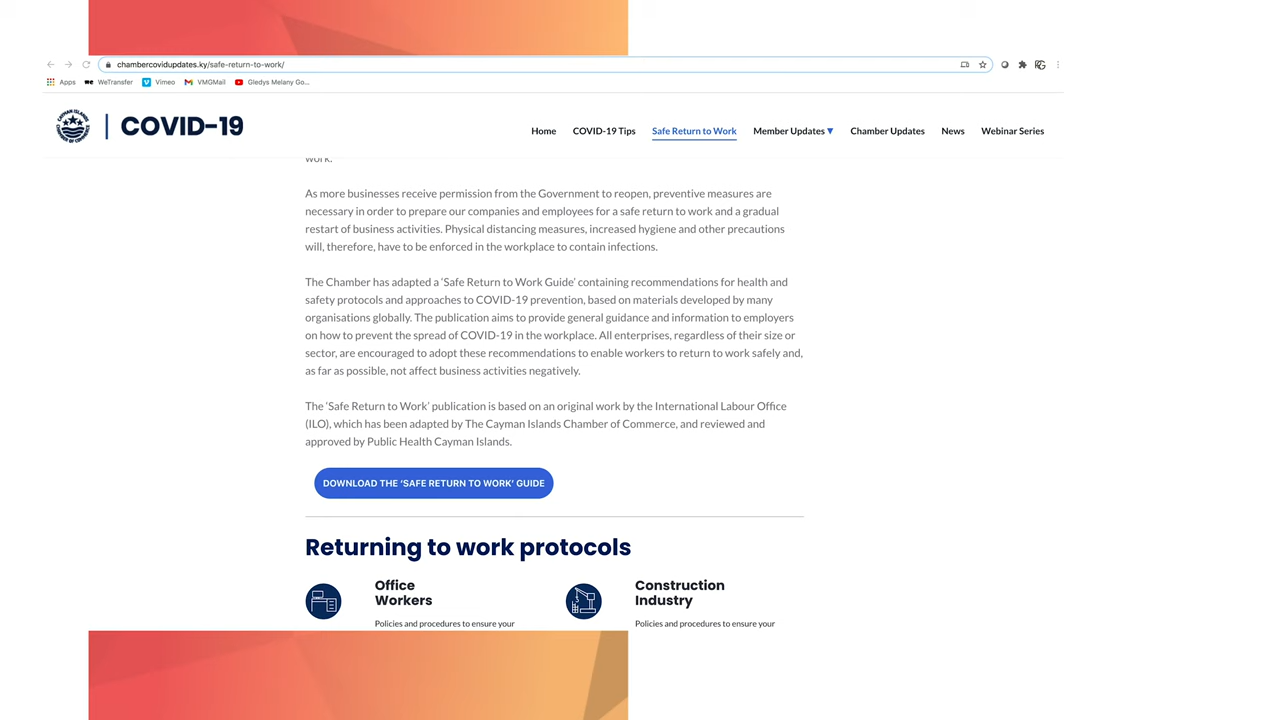 chambercovidupdates.ky/safe-return-to-work/
Apps WeTransfer Vimeo VMGMail Gledys Melany Go...
CAYMAN ISLANDS CHAMBER OF COMMERCE
COVID-19
Home COVID-19 Tips Safe Return to Work Member Updates ▼ Chamber Updates News Webinar Series
work.
As more businesses receive permission from the Government to reopen, preventive measures are
necessary in order to prepare our companies and employees for a safe return to work and a gradual
restart of business activities. Physical distancing measures, increased hygiene and other precautions
will, therefore, have to be enforced in the workplace to contain infections.
The Chamber has adapted a ‘Safe Return to Work Guide’ containing recommendations for health and
safety protocols and approaches to COVID-19 prevention, based on materials developed by many
organisations globally. The publication aims to provide general guidance and information to employers
on how to prevent the spread of COVID-19 in the workplace. All enterprises, regardless of their size or
sector, are encouraged to adopt these recommendations to enable workers to return to work safely and,
as far as possible, not affect business activities negatively.
The ‘Safe Return to Work’ publication is based on an original work by the International Labour Office
(ILO), which has been adapted by The Cayman Islands Chamber of Commerce, and reviewed and
approved by Public Health Cayman Islands.
DOWNLOAD THE ‘SAFE RETURN TO WORK’ GUIDE
Returning to work protocols
Office
Workers
Policies and procedures to ensure your
Construction
Industry
Policies and procedures to ensure your